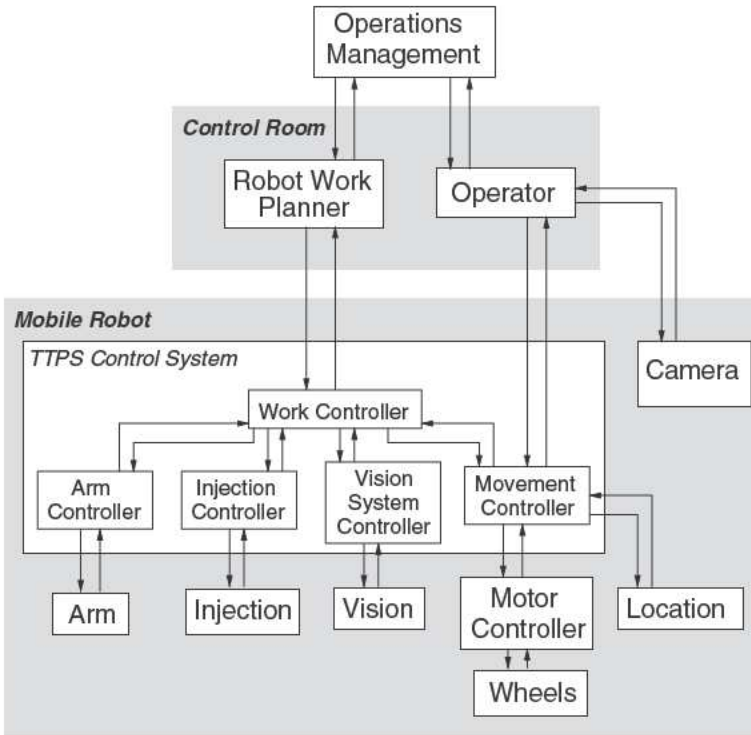 Operations
Management
Control Room
Robot Work
Planner
Operator
Mobile Robot
TTPS Control System
Camera
Work Controller
Arm
Controller
Injection
Controller
Vision
System
Controller
Movement
Controller
Arm
Injection
Vision
Motor
Controller
Location
Wheels